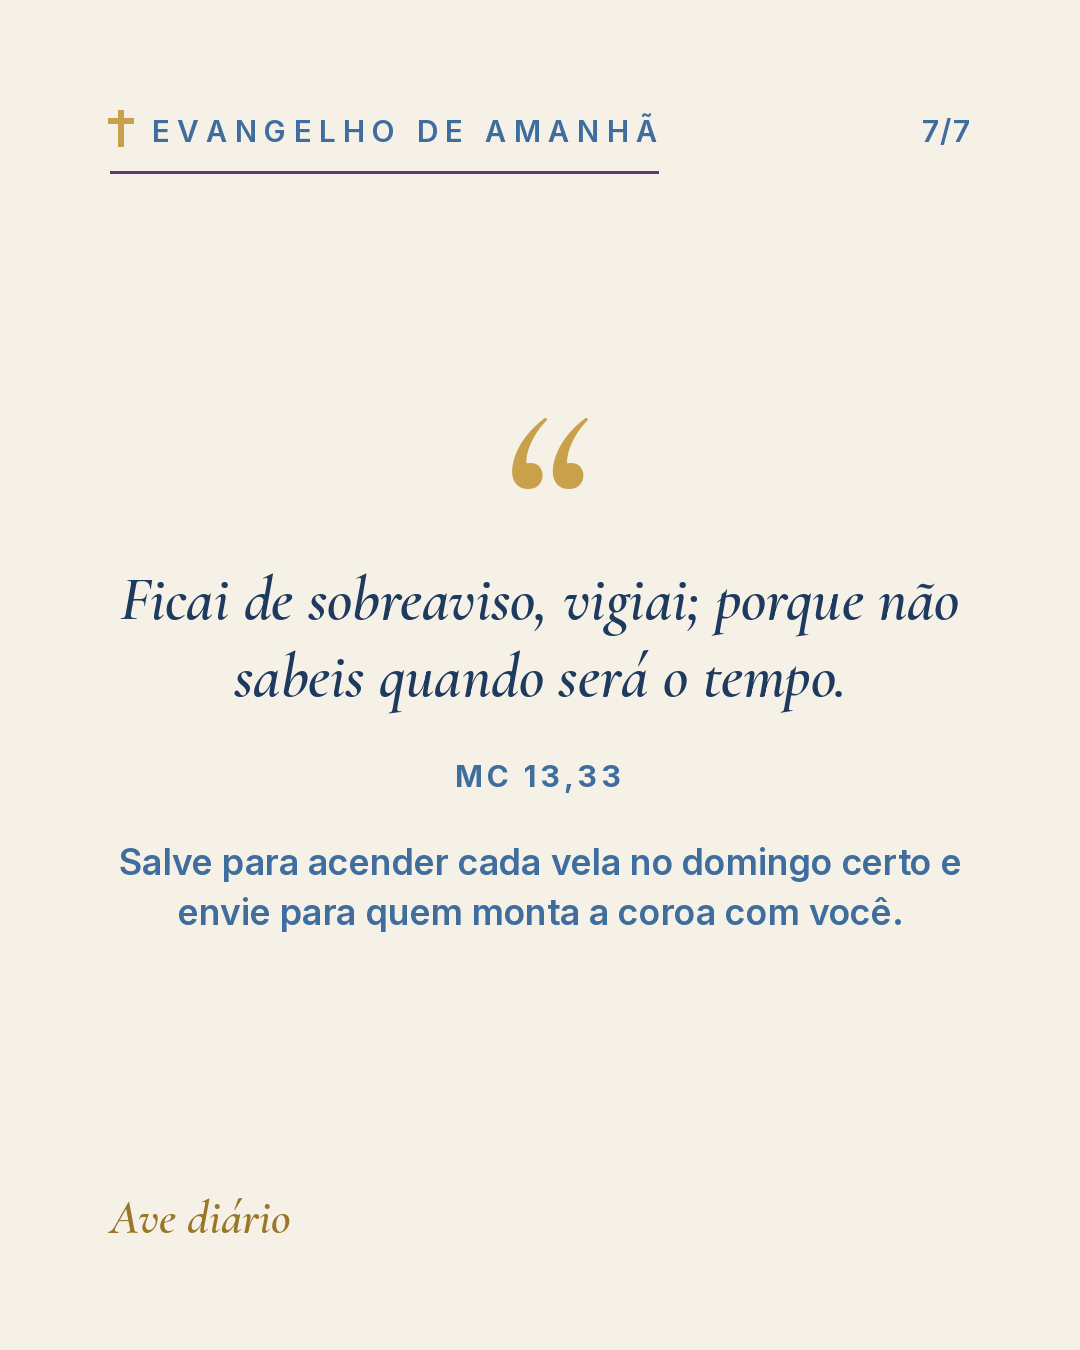 EVANGELHO DE AMANHÃ
7/7
“
Ficai de sobreaviso, vigiai; porque não
sabeis quando será o tempo.
MC 13,33
Salve para acender cada vela no domingo certo e
envie para quem monta a coroa com você.
Ave diário